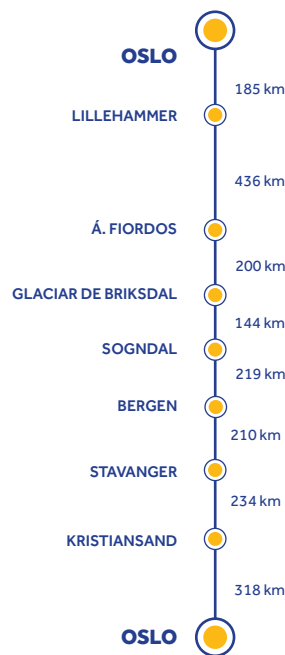 OSLO
185 km
LILLEHAMMER
436 km
Á. FIORDOS
200 km
GLACIAR DE BRIKSDAL
144 km
SOGNDAL
219 km
BERGEN
210 km
STAVANGER
234 km
KRISTIANSAND
318 km
OSLO